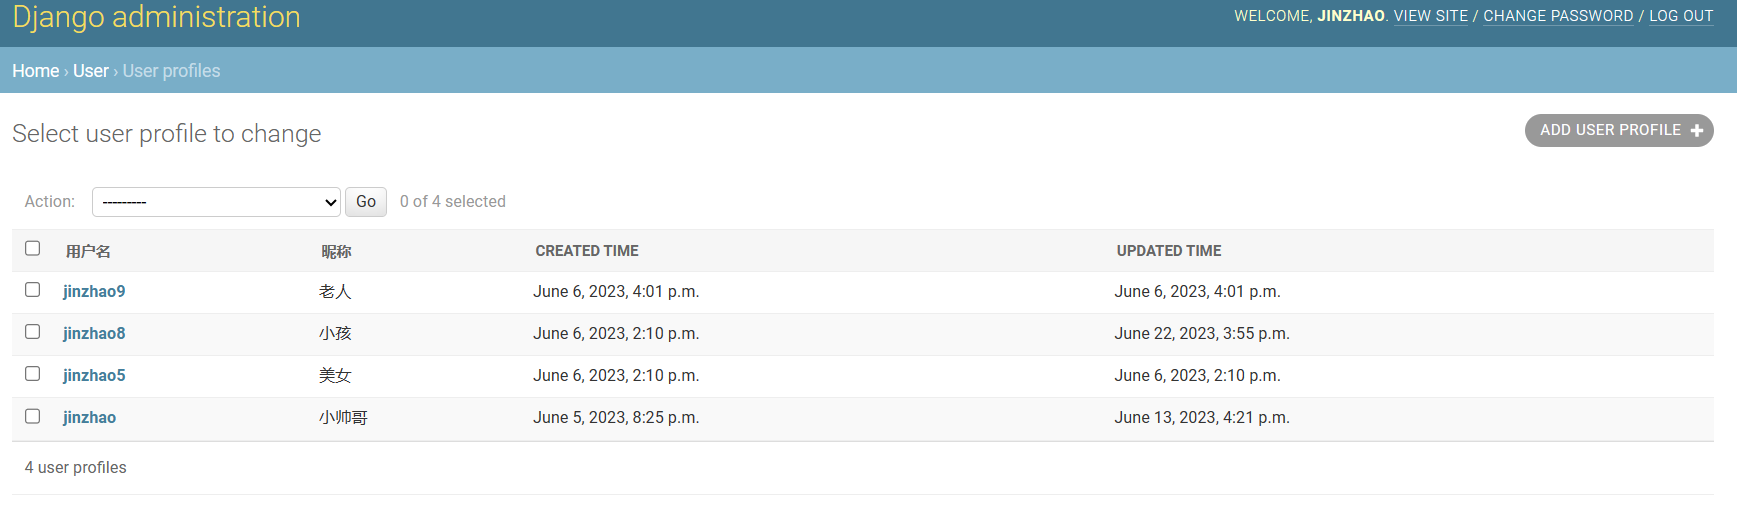 Django administration
WELCOME, JINZHAO. VIEW SITE / CHANGE PASSWORD / LOG OUT
Home › User › User profiles
Select user profile to change
ADD USER PROFILE
Action: --------- Go 0 of 4 selected
用户名 昵称 CREATED TIME UPDATED TIME
jinzhao9 老人 June 6, 2023, 4:01 p.m. June 6, 2023, 4:01 p.m.
jinzhao8 小孩 June 6, 2023, 2:10 p.m. June 22, 2023, 3:55 p.m.
jinzhao5 美女 June 6, 2023, 2:10 p.m. June 6, 2023, 2:10 p.m.
jinzhao 小帅哥 June 5, 2023, 8:25 p.m. June 13, 2023, 4:21 p.m.
4 user profiles